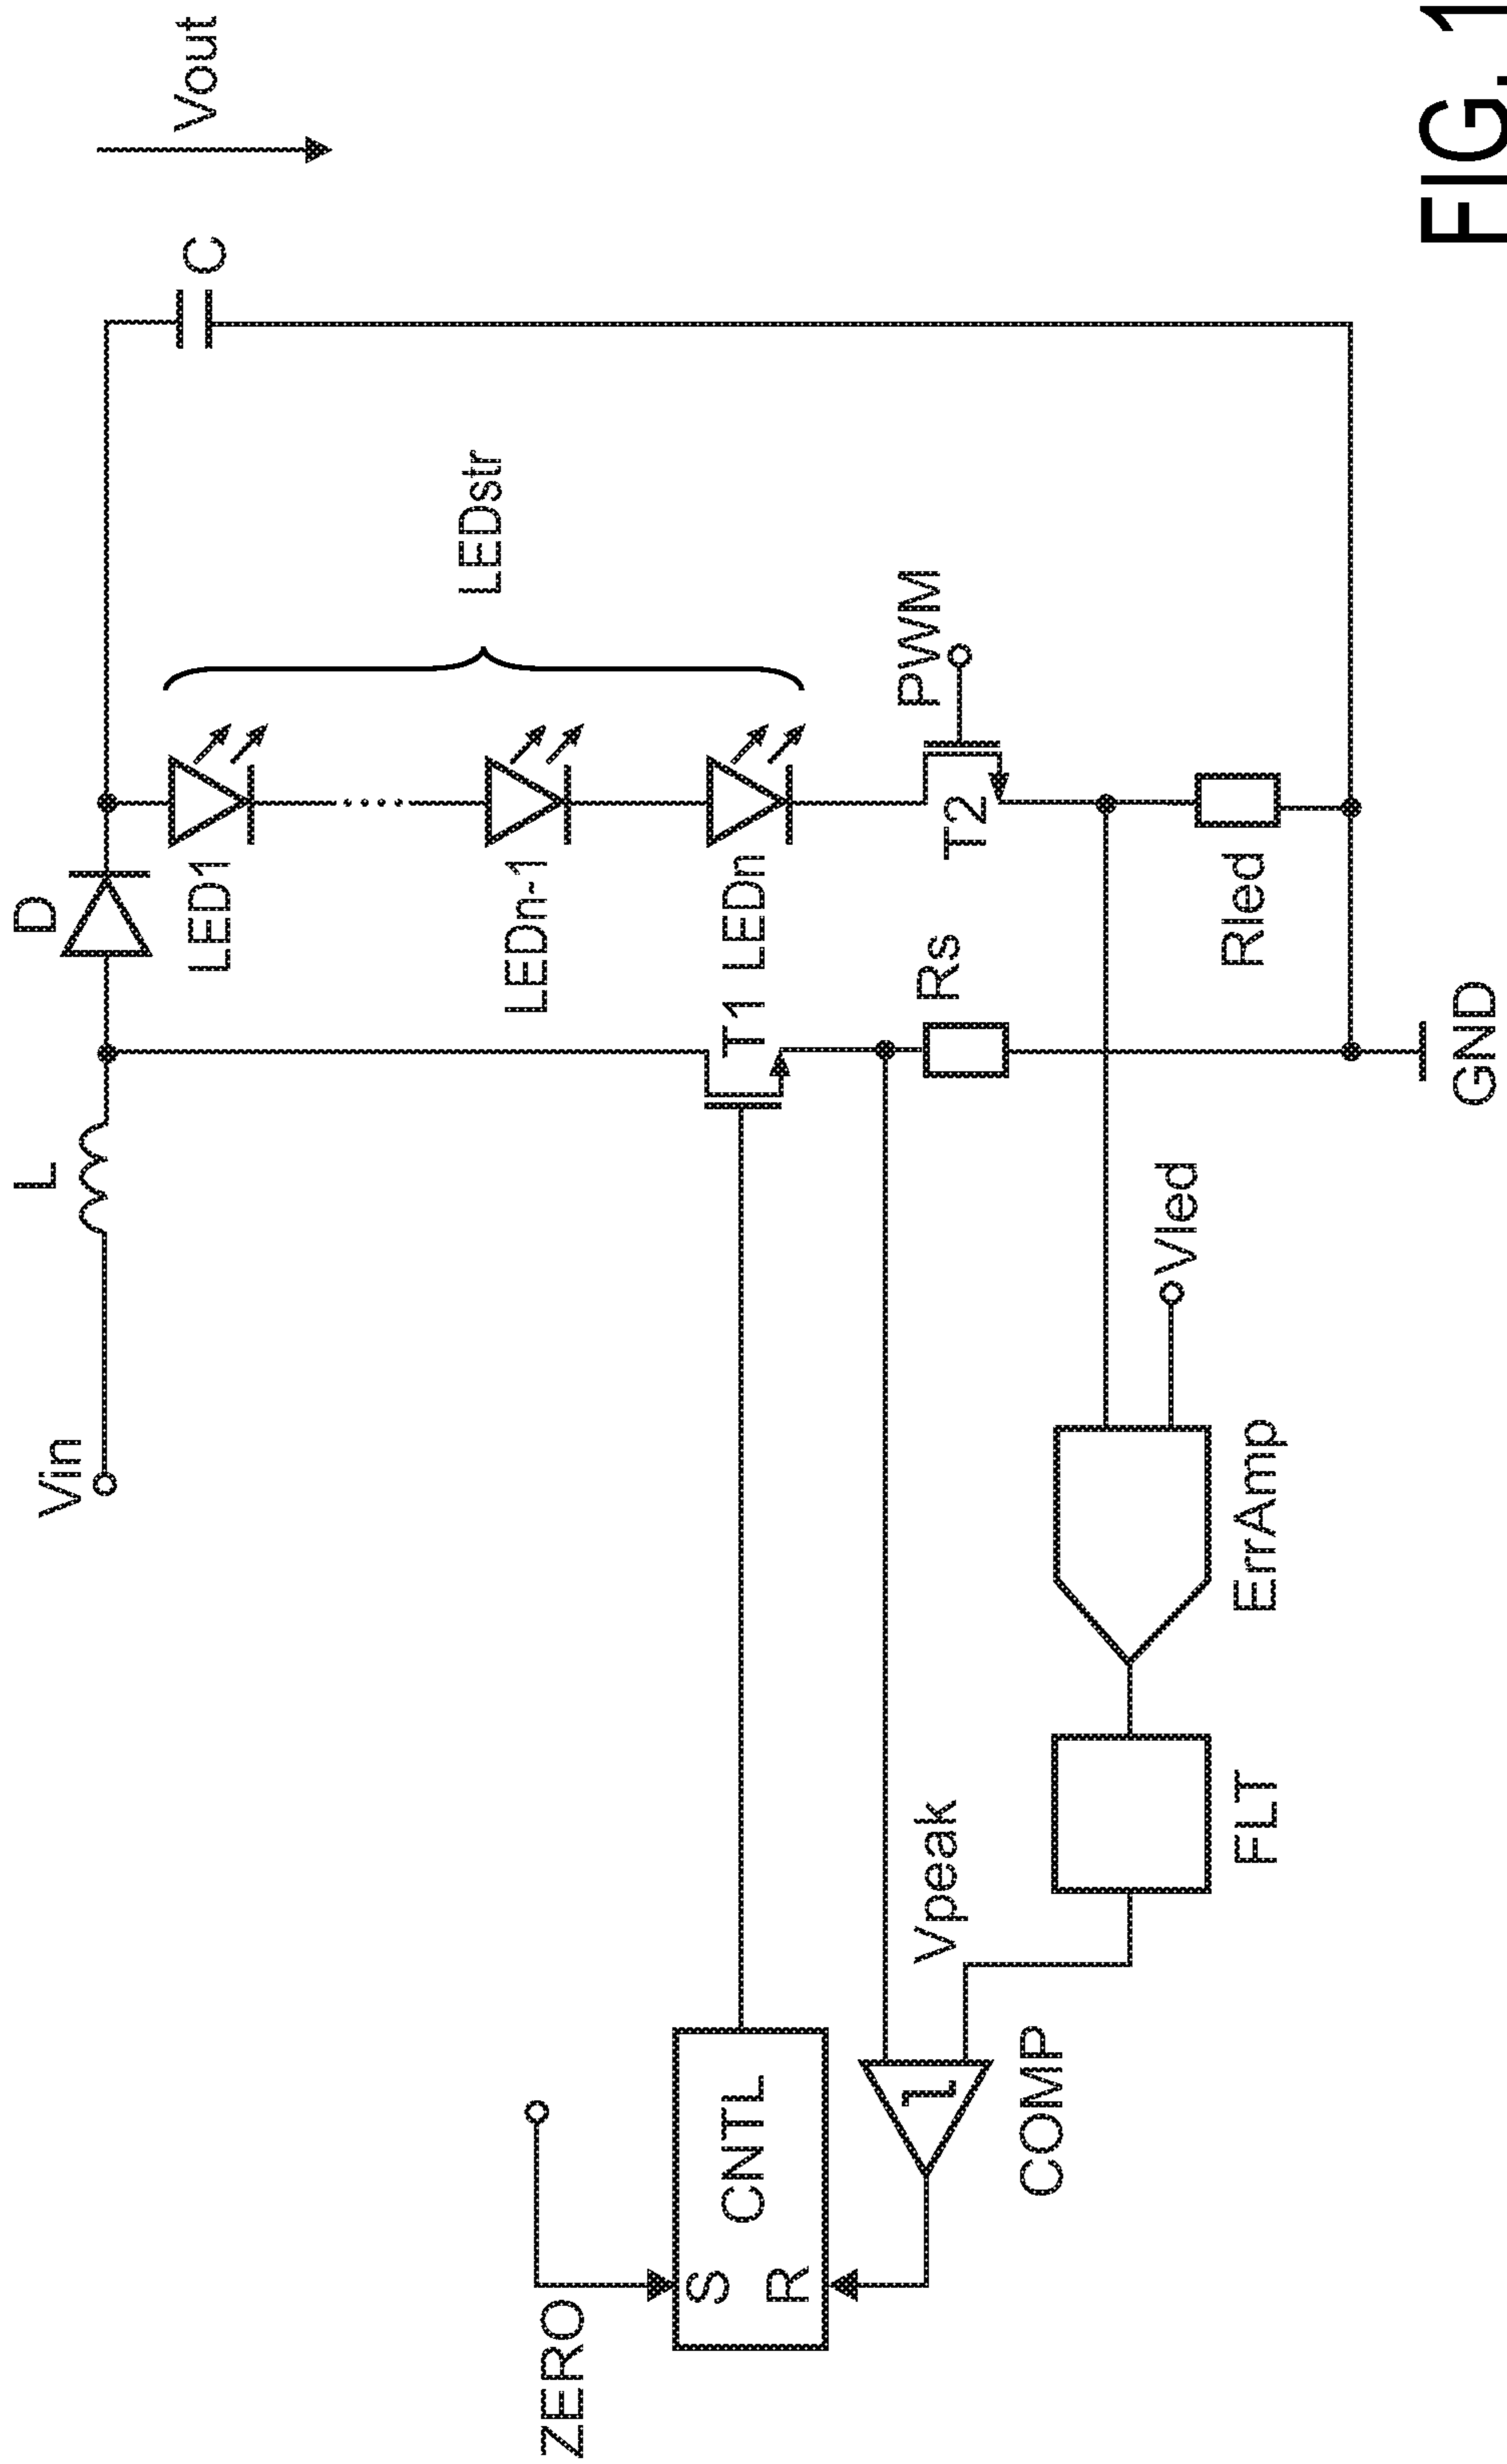 Vin
L
D
C
Vout
LED1
LEDn-1
LEDn
LEDstr
T1
PWM
T2
ZERO
S
CNTL
R
Rs
Vpeak
COMP
Vled
Rled
FLT
ErrAmp
GND
FIG. 1